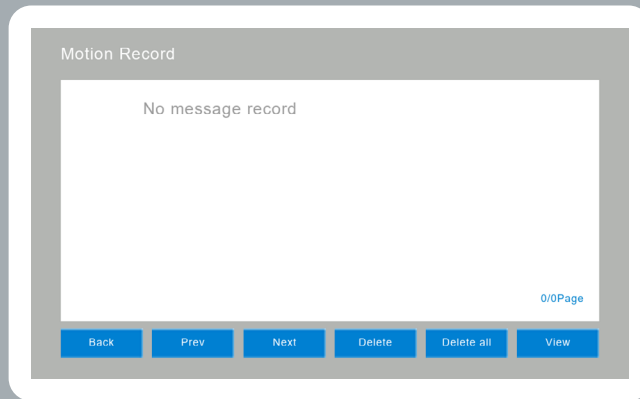 Motion Record
No message record
0/0Page
Back Prev Next Delete Delete all View